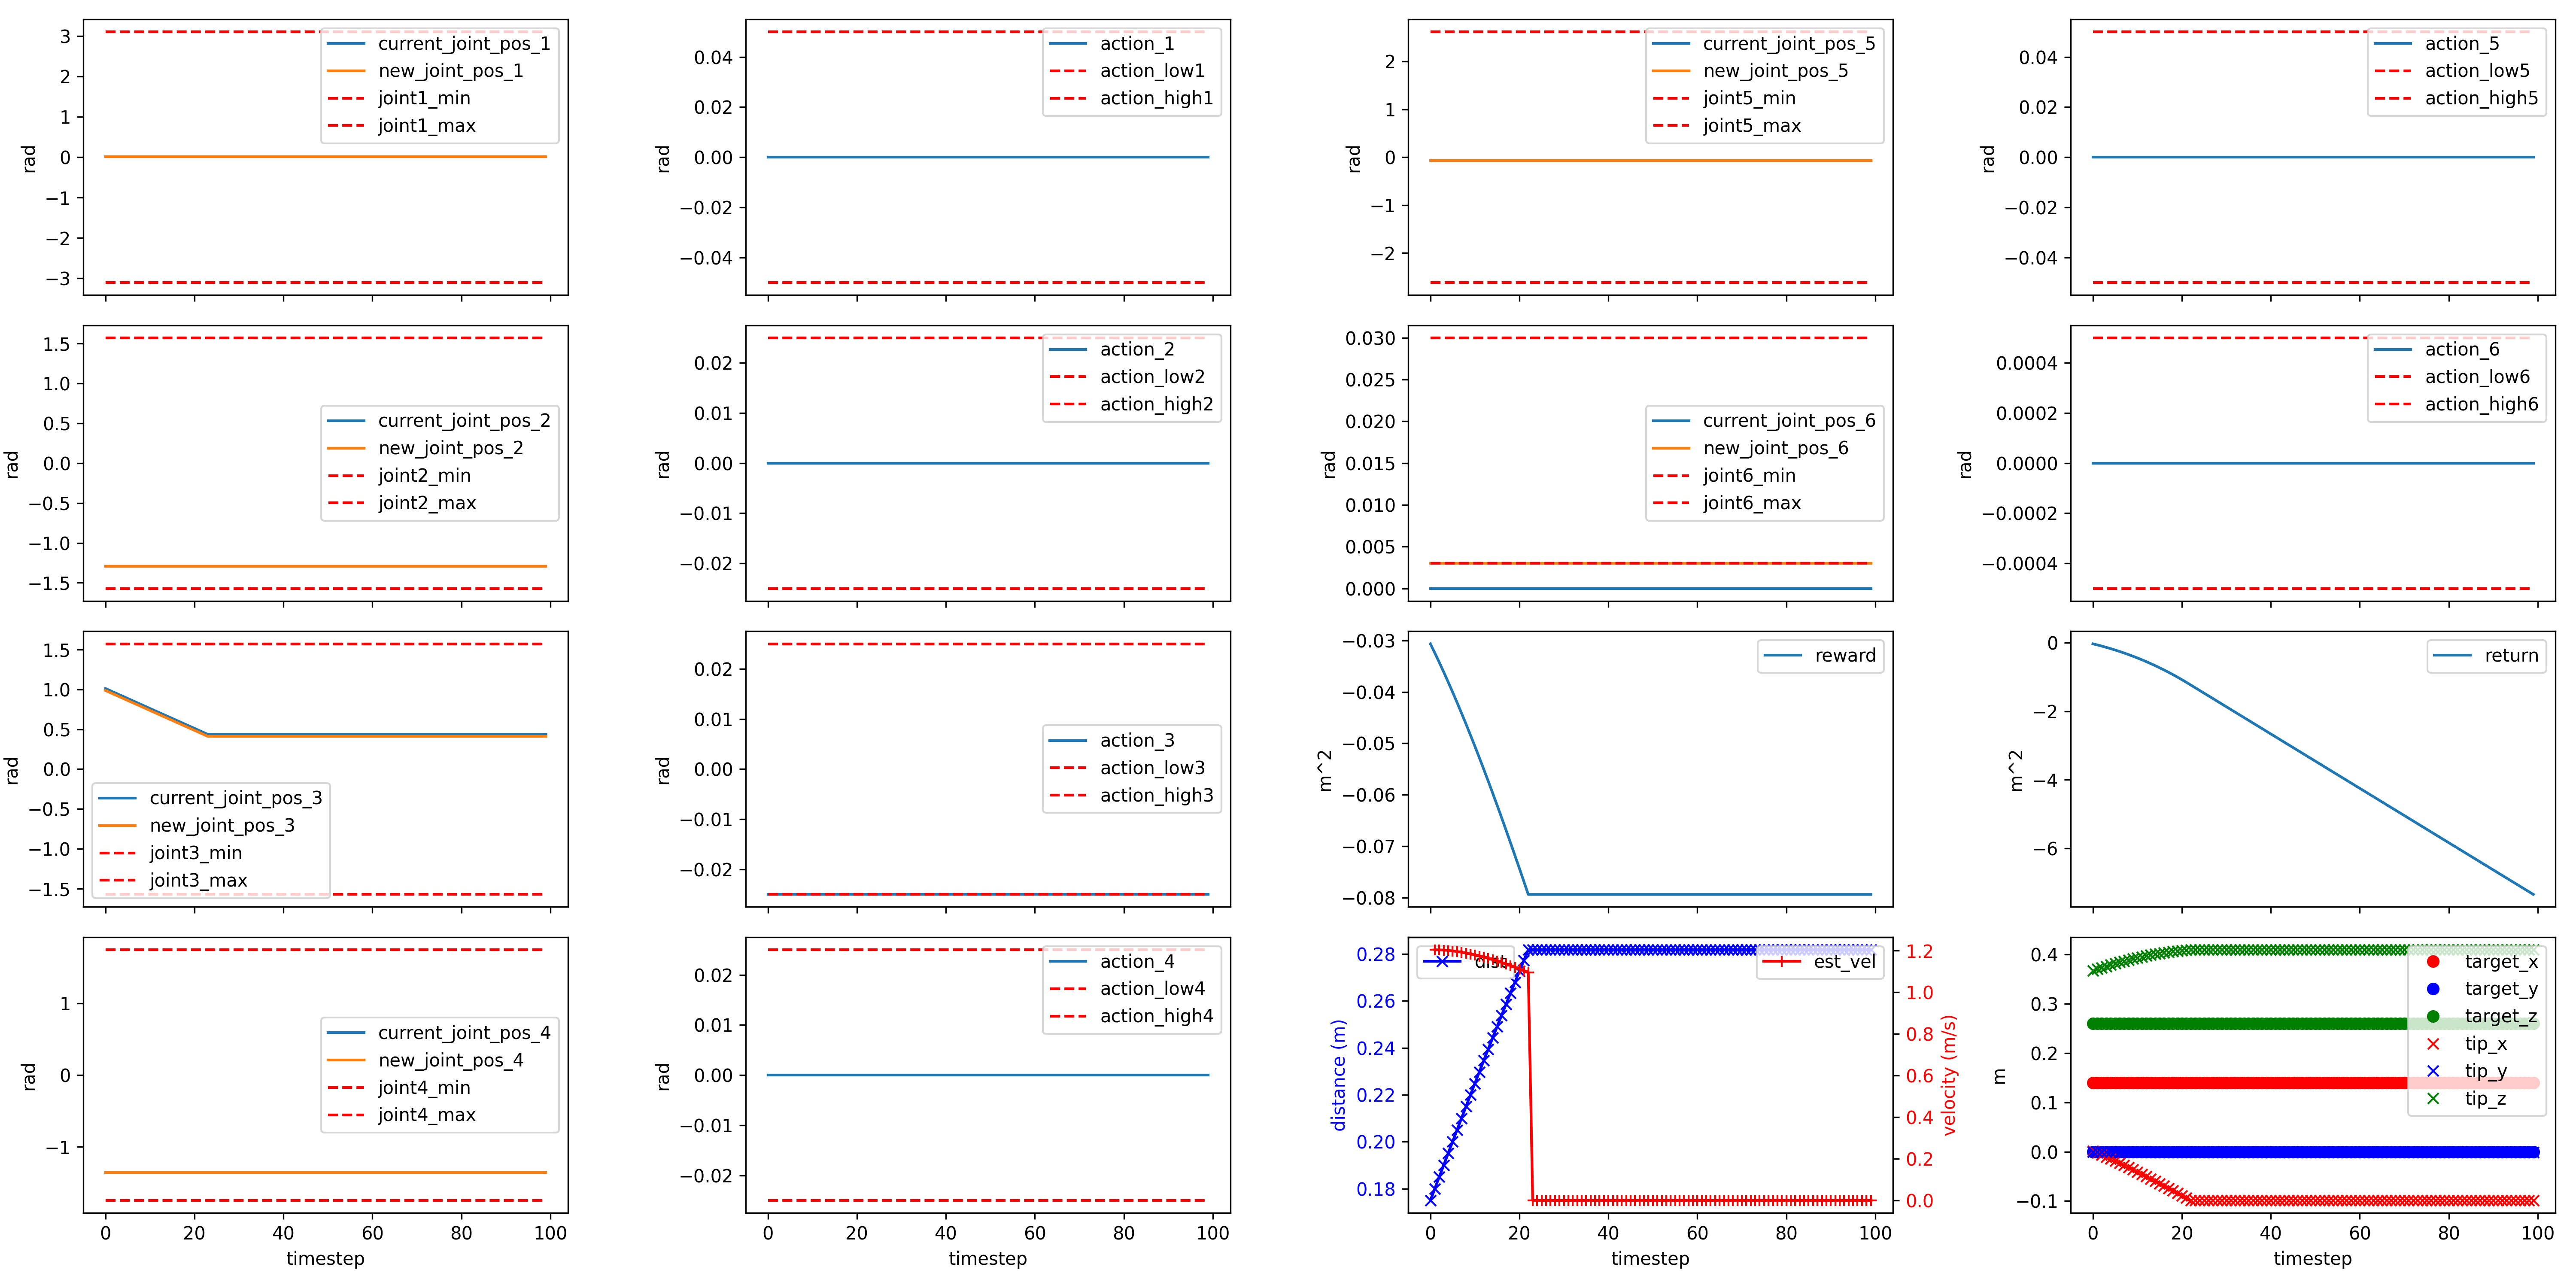 3
2
1
0
−1
−2
−3
rad
current_joint_pos_1
new_joint_pos_1
joint1_min
joint1_max
0.04
0.02
0.00
−0.02
−0.04
rad
action_1
action_low1
action_high1
2
1
0
−1
−2
rad
current_joint_pos_5
new_joint_pos_5
joint5_min
joint5_max
0.04
0.02
0.00
−0.02
−0.04
rad
action_5
action_low5
action_high5
1.5
1.0
0.5
0.0
−0.5
−1.0
−1.5
rad
current_joint_pos_2
new_joint_pos_2
joint2_min
joint2_max
0.02
0.01
0.00
−0.01
−0.02
rad
action_2
action_low2
action_high2
0.030
0.025
0.020
0.015
0.010
0.005
0.000
rad
current_joint_pos_6
new_joint_pos_6
joint6_min
joint6_max
0.0004
0.0002
0.0000
−0.0002
−0.0004
rad
action_6
action_low6
action_high6
1.5
1.0
0.5
0.0
−0.5
−1.0
−1.5
rad
current_joint_pos_3
new_joint_pos_3
joint3_min
joint3_max
0.02
0.01
0.00
−0.01
−0.02
rad
action_3
action_low3
action_high3
−0.03
−0.04
−0.05
−0.06
−0.07
−0.08
m^2
reward
0
−2
−4
−6
m^2
return
1
0
−1
rad
current_joint_pos_4
new_joint_pos_4
joint4_min
joint4_max
0 20 40 60 80 100
timestep
0.02
0.01
0.00
−0.01
−0.02
rad
action_4
action_low4
action_high4
0 20 40 60 80 100
timestep
0.28
0.26
0.24
0.22
0.20
0.18
distance (m)
dist
est_vel
1.2
1.0
0.8
0.6
0.4
0.2
0.0
velocity (m/s)
0 20 40 60 80 100
timestep
0.4
0.3
0.2
0.1
0.0
−0.1
m
target_x
target_y
target_z
tip_x
tip_y
tip_z
0 20 40 60 80 100
timestep